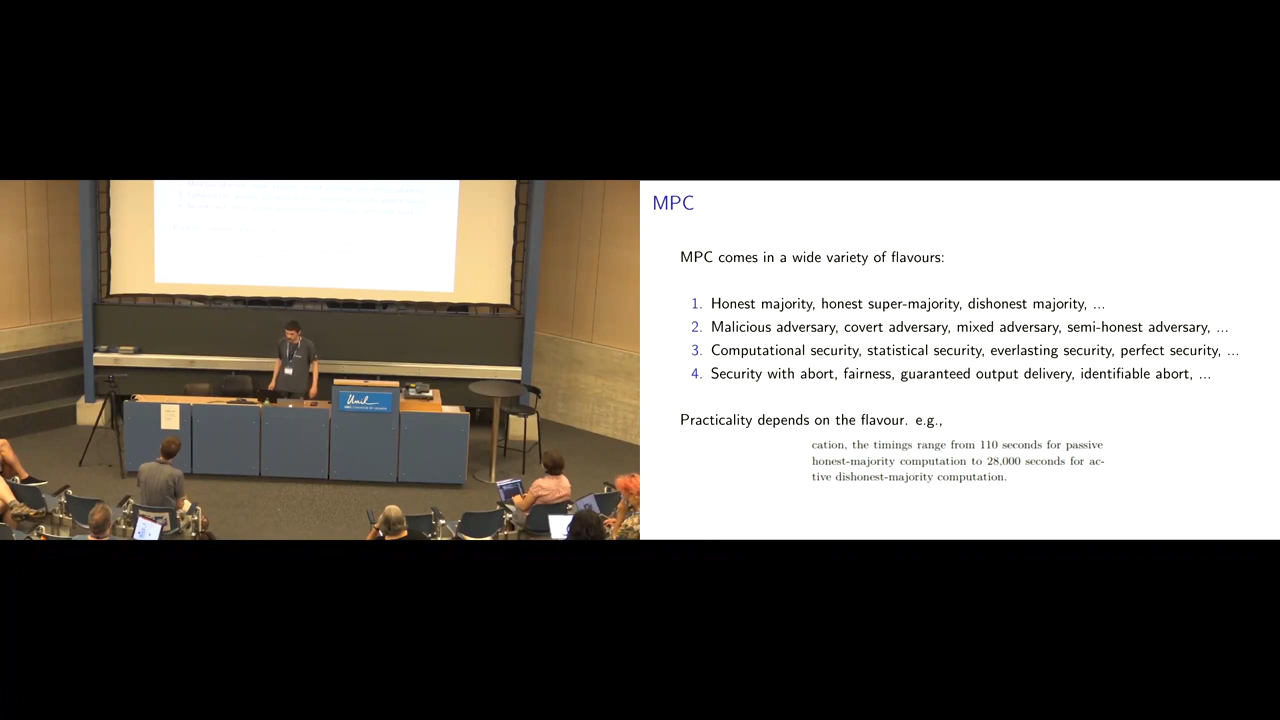 MPC
MPC comes in a wide variety of flavours:
1. Honest majority, honest super-majority, dishonest majority, ...
2. Malicious adversary, covert adversary, mixed adversary, semi-honest adversary, ...
3. Computational security, statistical security, everlasting security, perfect security, ...
4. Security with abort, fairness, guaranteed output delivery, identifiable abort, ...
Practicality depends on the flavour. e.g.,
cation, the timings range from 110 seconds for passive
honest-majority computation to 28,000 seconds for ac-
tive dishonest-majority computation.
Unil